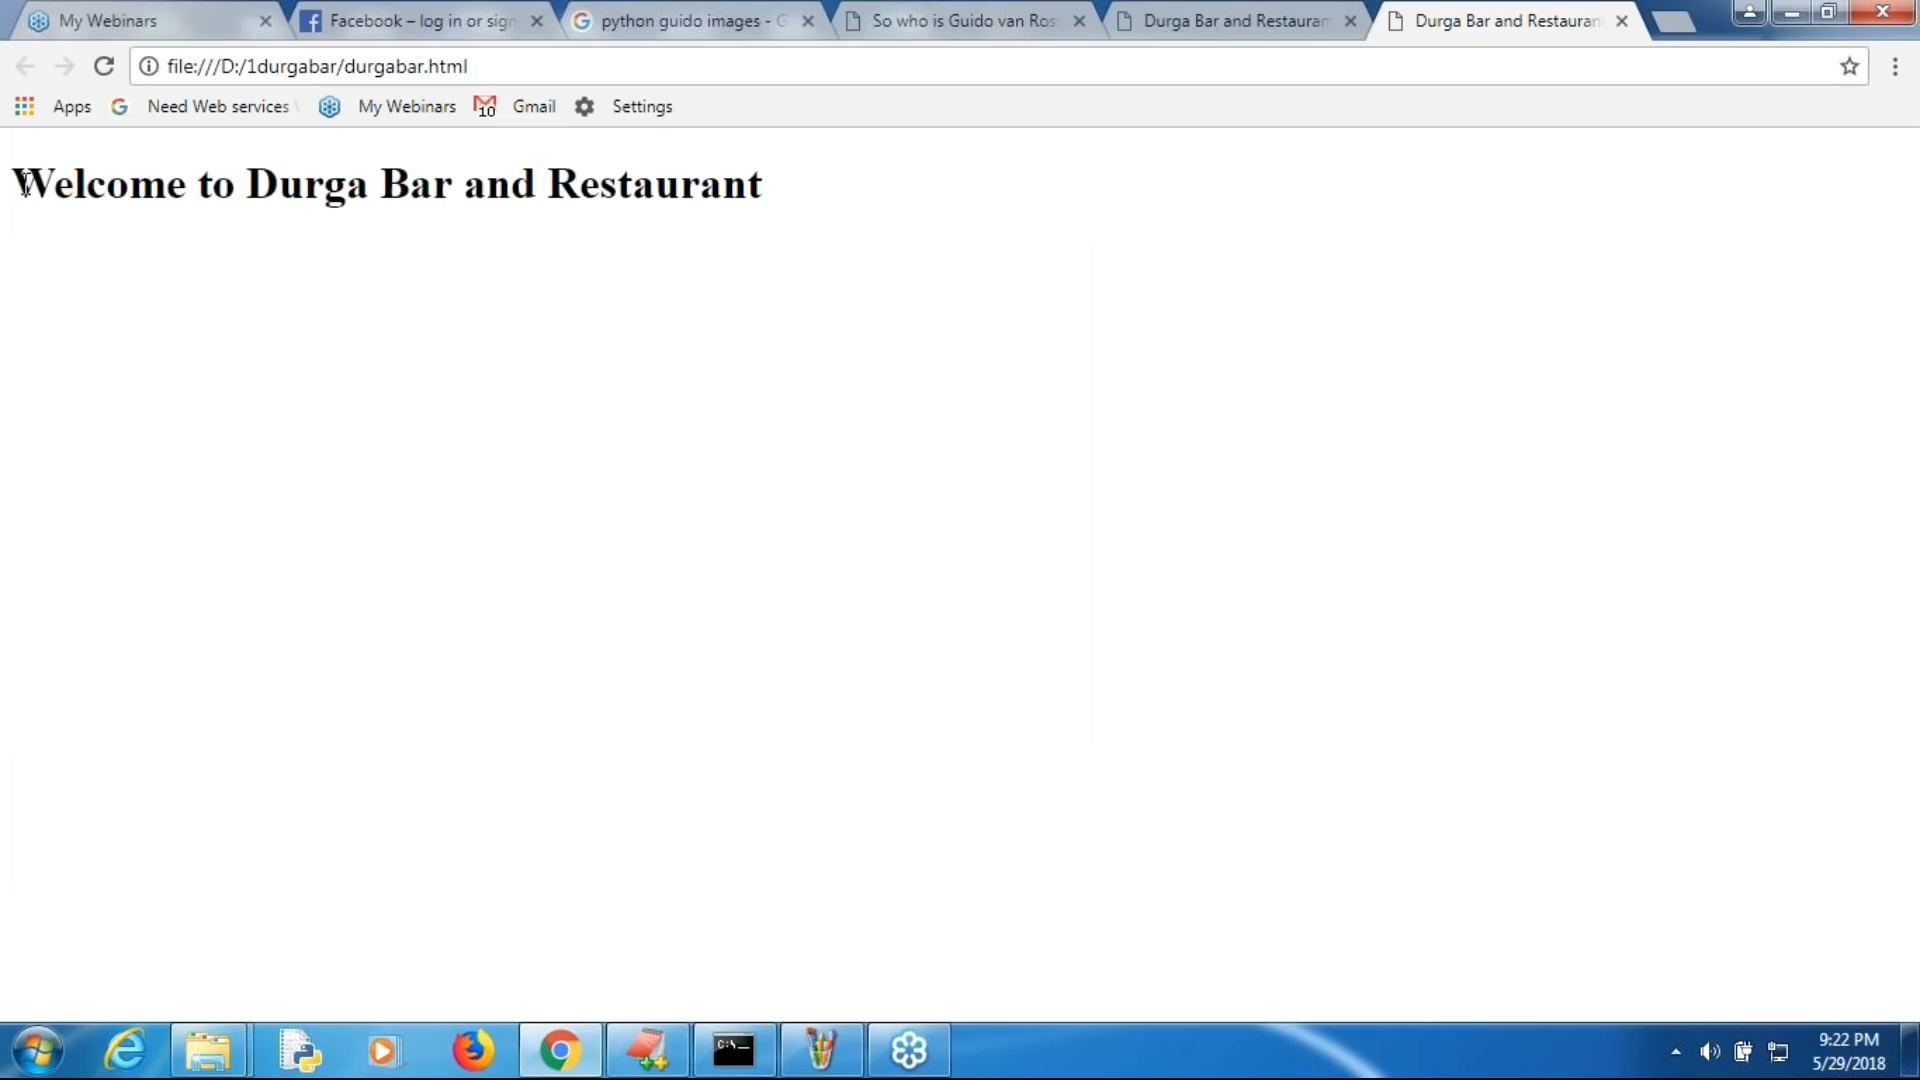 My Webinars
Facebook – log in or sign
python guido images - G
So who is Guido van Ros
Durga Bar and Restauran
Durga Bar and Restauran
file:///D:/1durgabar/durgabar.html
Apps
Need Web services
My Webinars
10
Gmail
Settings
Welcome to Durga Bar and Restaurant
C:\_
9:22 PM
5/29/2018